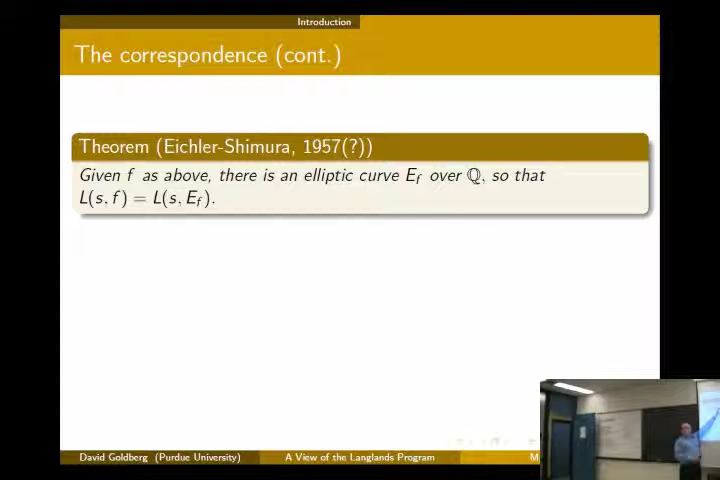 Introduction
The correspondence (cont.)
Theorem (Eichler-Shimura, 1957(?))
Given f as above, there is an elliptic curve E_f over ℚ, so that
L(s, f) = L(s, E_f).
David Goldberg (Purdue University) A View of the Langlands Program M